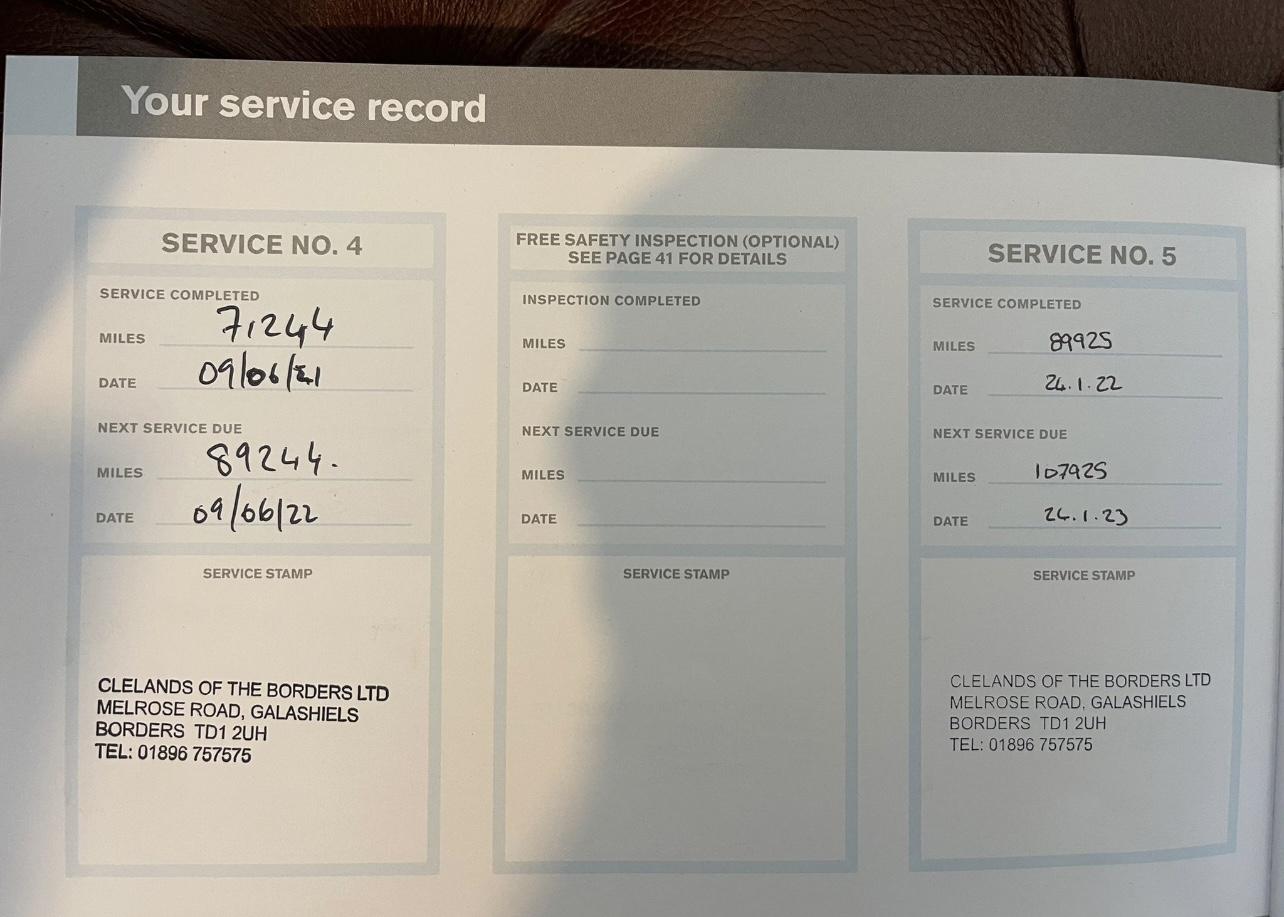 Your service record
SERVICE NO. 4
SERVICE COMPLETED
MILES 71244
DATE 09/06/21
NEXT SERVICE DUE
MILES 89244.
DATE 09/06/22
SERVICE STAMP
CLELANDS OF THE BORDERS LTD
MELROSE ROAD, GALASHIELS
BORDERS TD1 2UH
TEL: 01896 757575
FREE SAFETY INSPECTION (OPTIONAL)
SEE PAGE 41 FOR DETAILS
INSPECTION COMPLETED
MILES
DATE
NEXT SERVICE DUE
MILES
DATE
SERVICE STAMP
SERVICE NO. 5
SERVICE COMPLETED
MILES 89925
DATE 24.1.22
NEXT SERVICE DUE
MILES 107925
DATE 24.1.23
SERVICE STAMP
CLELANDS OF THE BORDERS LTD
MELROSE ROAD, GALASHIELS
BORDERS TD1 2UH
TEL: 01896 757575